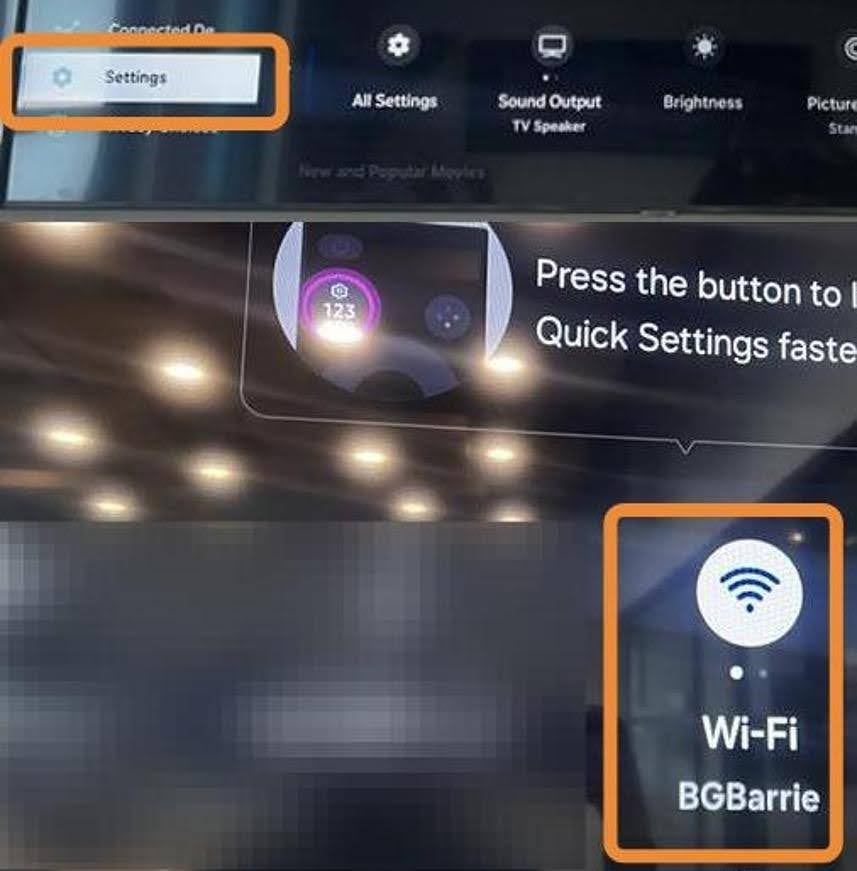 Connected De
Settings
All Settings
Sound Output
TV Speaker
Brightness
Picture
Stan
New and Popular Movies
123
Press the button to l
Quick Settings faste
Wi-Fi
BGBarrie